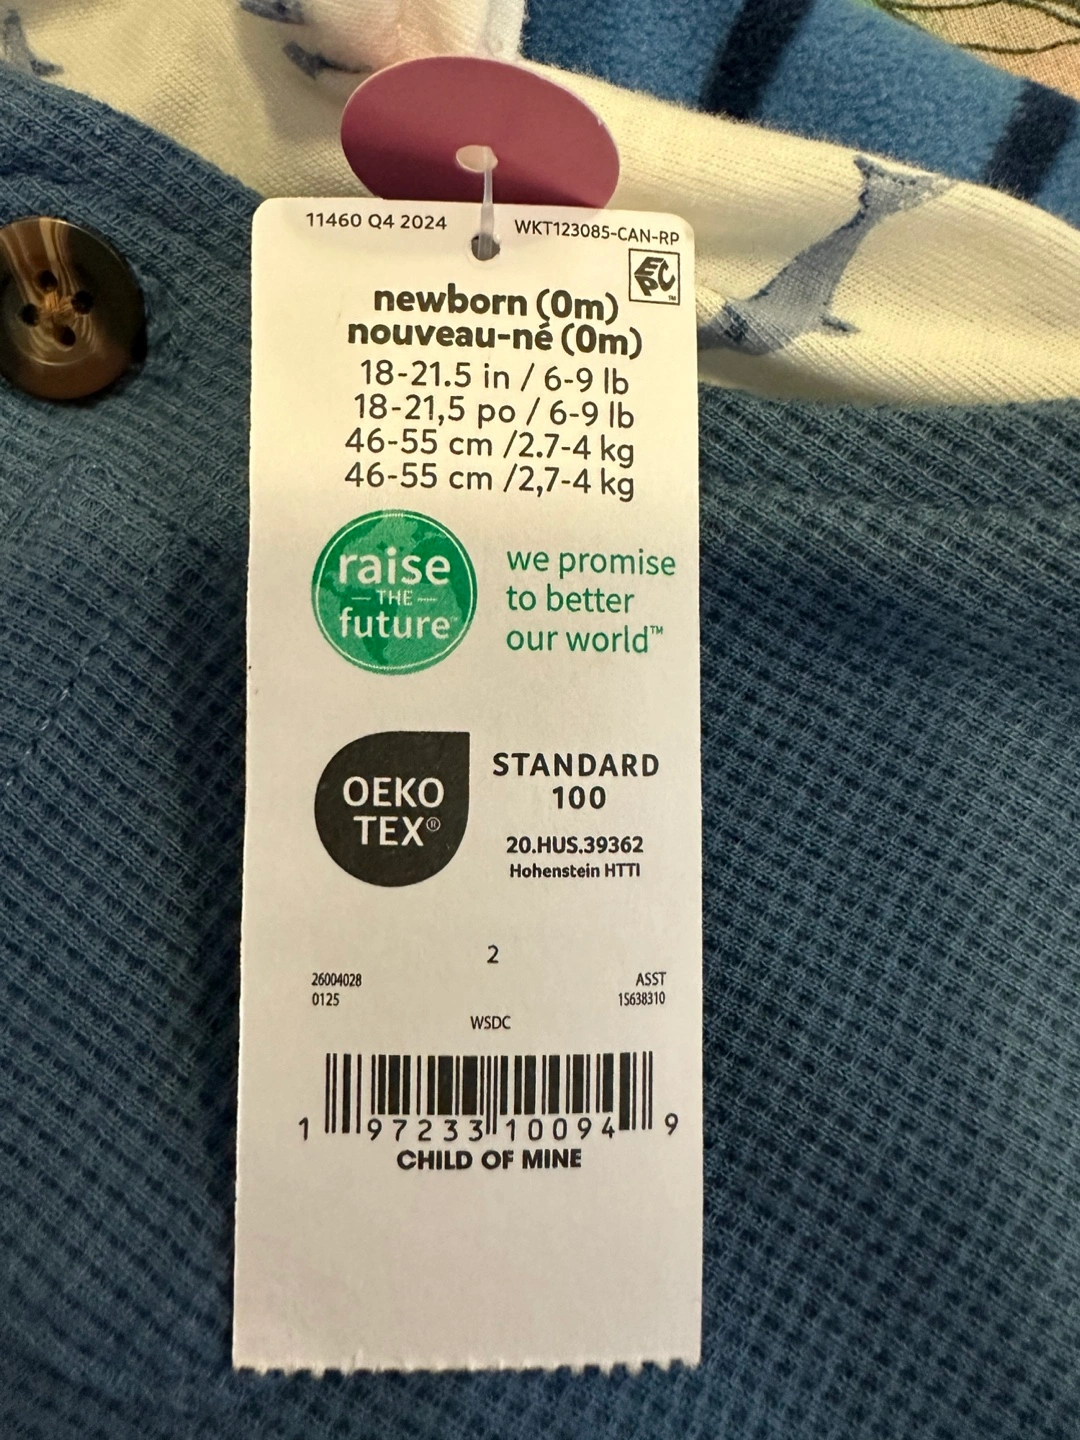 11460 Q4 2024
WKT123085-CAN-RP
EPC™
newborn (0m)
nouveau-né (0m)
18-21.5 in / 6-9 lb
18-21,5 po / 6-9 lb
46-55 cm /2.7-4 kg
46-55 cm /2,7-4 kg
raise
THE
future™
we promise
to better
our world™
OEKO
TEX®
STANDARD
100
20.HUS.39362
Hohenstein HTTI
2
26004028
0125
ASST
15638310
WSDC
1 97233 10094 9
CHILD OF MINE